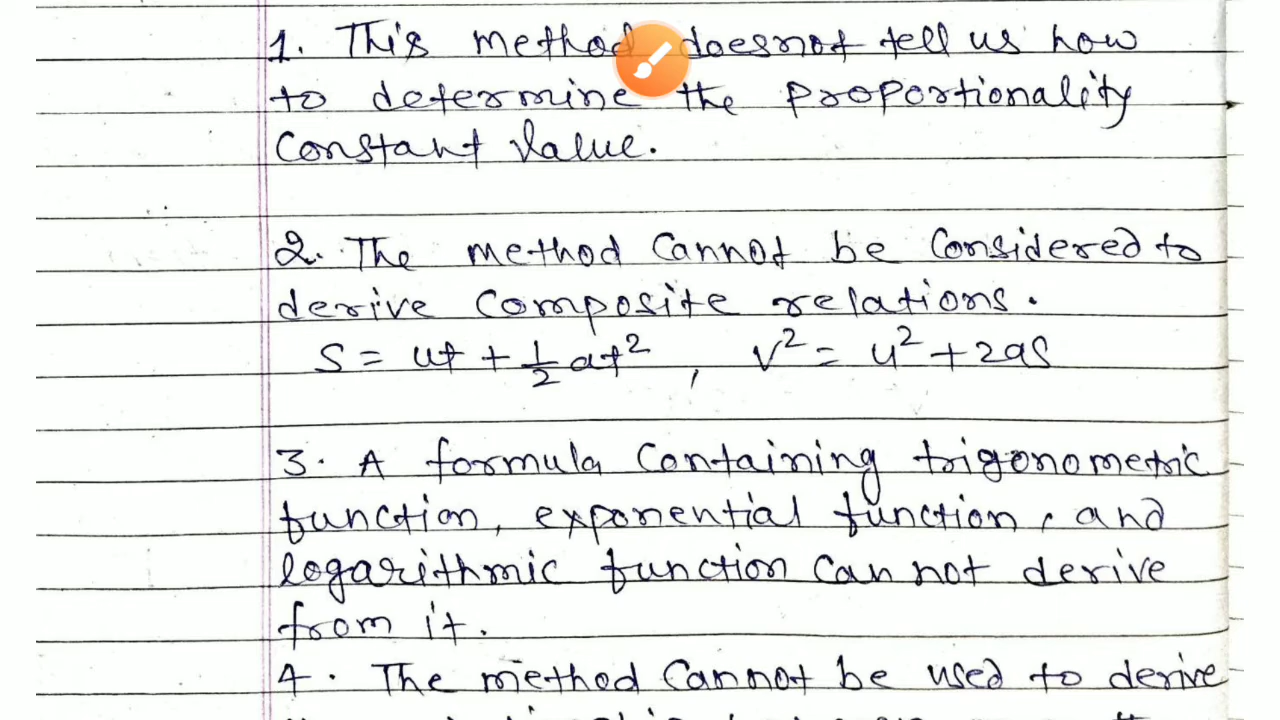 1. This method doesnot tell us how
to determine the proportionality
constant value.
2. The method cannot be considered to
derive composite relations.
S = ut + 1/2 at², v² = u² + 2as
3. A formula containing trigonometric
function, exponential function, and
logarithmic function can not derive
from it.
4. The method cannot be used to derive